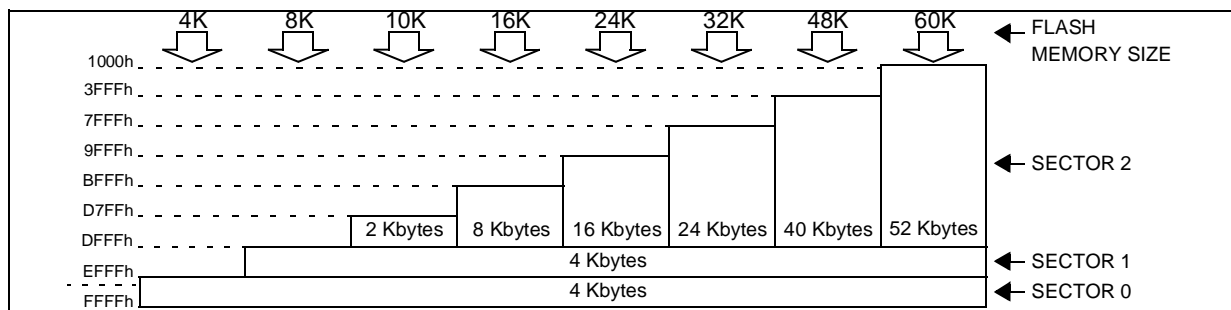 4K 8K 10K 16K 24K 32K 48K 60K FLASH
MEMORY SIZE
1000h
3FFFh
7FFFh
9FFFh
SECTOR 2
BFFFh
D7FFh
2 Kbytes 8 Kbytes 16 Kbytes 24 Kbytes 40 Kbytes 52 Kbytes
DFFFh
4 Kbytes SECTOR 1
EFFFh
4 Kbytes SECTOR 0
FFFFh